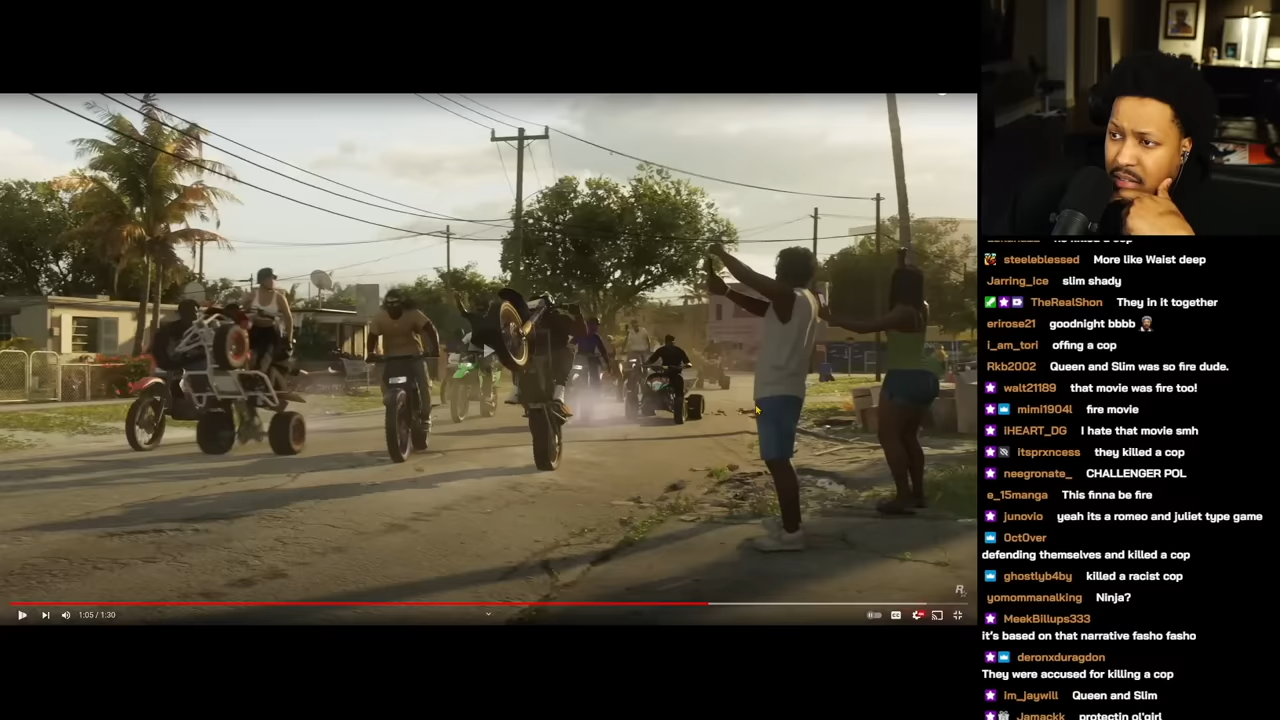 steeleblessed More like Waist deep
Jarring_Ice slim shady
TheRealShon They in it together
erirose21 goodnight bbbb
i_am_tori offing a cop
Rkb2002 Queen and Slim was so fire dude.
walt21189 that movie was fire too!
mimi1904l fire movie
iHEART_DG I hate that movie smh
itsprxncess they killed a cop
neegronate_ CHALLENGER POL
e_15manga This finna be fire
junovio yeah its a romeo and juliet type game
0ct0ver
defending themselves and killed a cop
ghostlyb4by killed a racist cop
yomommanalking Ninja?
MeekBillups333
it's based on that narrative fasho fasho
deronxduragdon
They were accused for killing a cop
im_jaywill Queen and Slim
Jamackk protectin ol'girl
R
1:05 / 1:30
CC